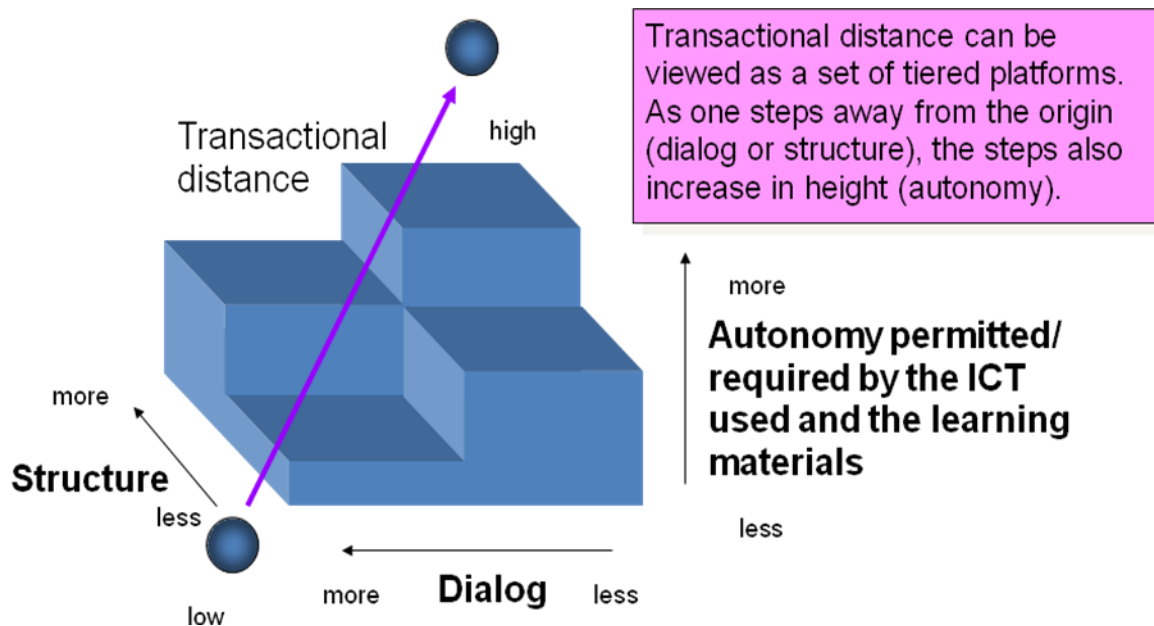 Transactional distance can be
viewed as a set of tiered platforms.
As one steps away from the origin
(dialog or structure), the steps also
increase in height (autonomy).
Transactional
distance
high
more
Autonomy permitted/
required by the ICT
used and the learning
materials
less
more
Structure
less
low
more
Dialog
less